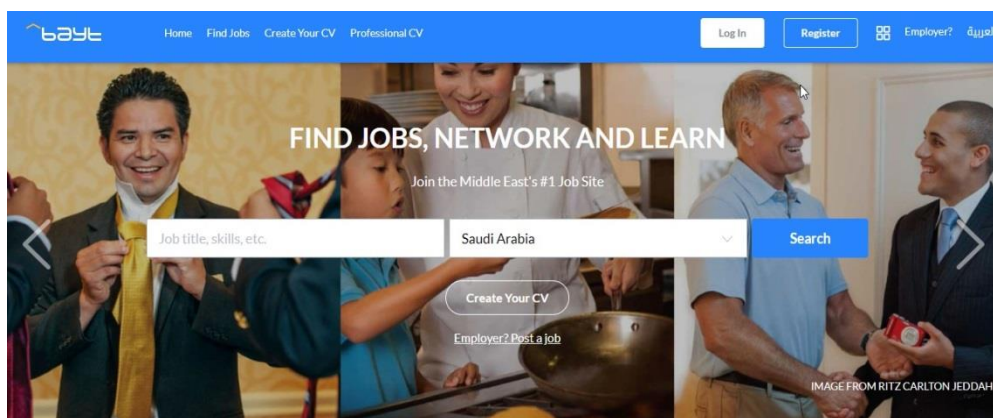 bayt
Home Find Jobs Create Your CV Professional CV Log In Register Employer? العربية
FIND JOBS, NETWORK AND LEARN
Join the Middle East's #1 Job Site
Job title, skills, etc. Saudi Arabia Search
Create Your CV
Employer? Post a job
IMAGE FROM RITZ CARLTON JEDDAH